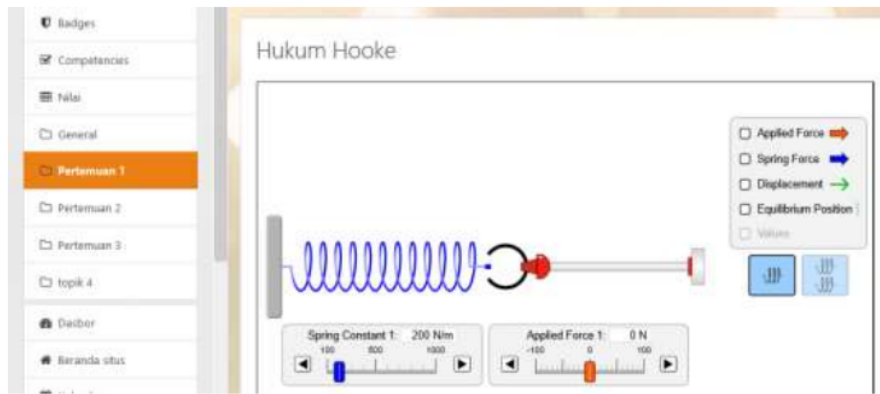 Badges
Competencies
Nilai
General
Pertemuan 1
Pertemuan 2
Pertemuan 3
topik 4
Dasbor
Beranda situs
Hukum Hooke
Applied Force
Spring Force
Displacement
Equilibrium Position
Values
Spring Constant 1: 200 N/m
100 500 1000
Applied Force 1: 0 N
-100 0 100